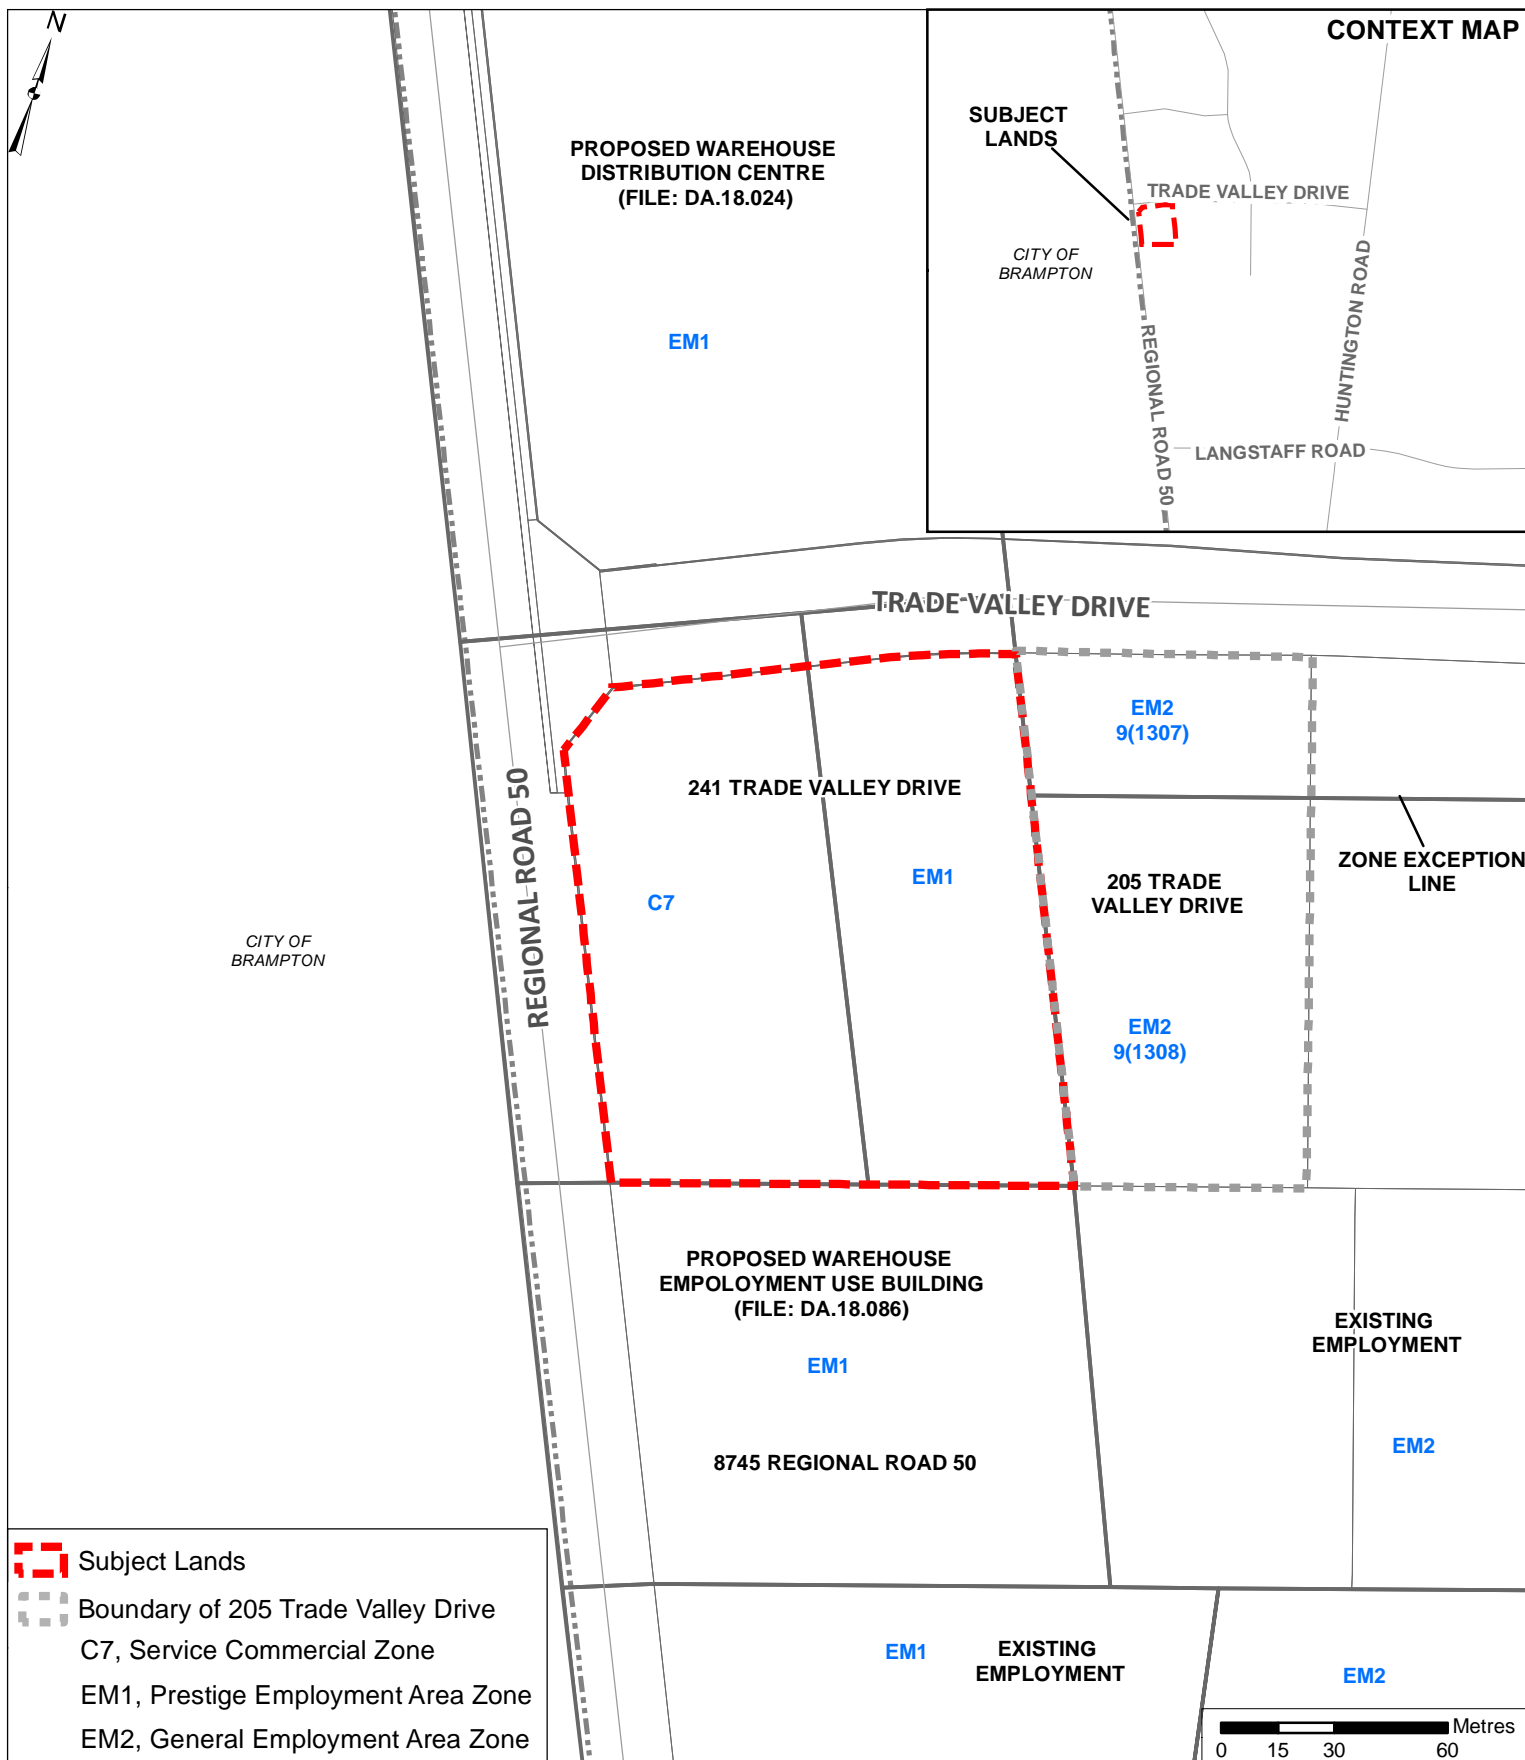 N
CONTEXT MAP
SUBJECT
LANDS
TRADE VALLEY DRIVE
CITY OF
BRAMPTON
REGIONAL ROAD 50
HUNTINGTON ROAD
LANGSTAFF ROAD
PROPOSED WAREHOUSE
DISTRIBUTION CENTRE
(FILE: DA.18.024)
EM1
TRADE VALLEY DRIVE
EM2
9(1307)
241 TRADE VALLEY DRIVE
REGIONAL ROAD 50
ZONE EXCEPTION
LINE
C7
EM1
205 TRADE
VALLEY DRIVE
CITY OF
BRAMPTON
EM2
9(1308)
PROPOSED WAREHOUSE
EMPOLOYMENT USE BUILDING
(FILE: DA.18.086)
EM1
8745 REGIONAL ROAD 50
EXISTING
EMPLOYMENT
EM2
EM1
EXISTING
EMPLOYMENT
EM2
Subject Lands
Boundary of 205 Trade Valley Drive
C7, Service Commercial Zone
EM1, Prestige Employment Area Zone
EM2, General Employment Area Zone
Metres
0 15 30 60